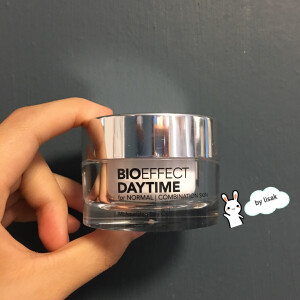 BIOEFFECT
DAYTIME
for NORMAL | COMBINATION SKIN
by lisak